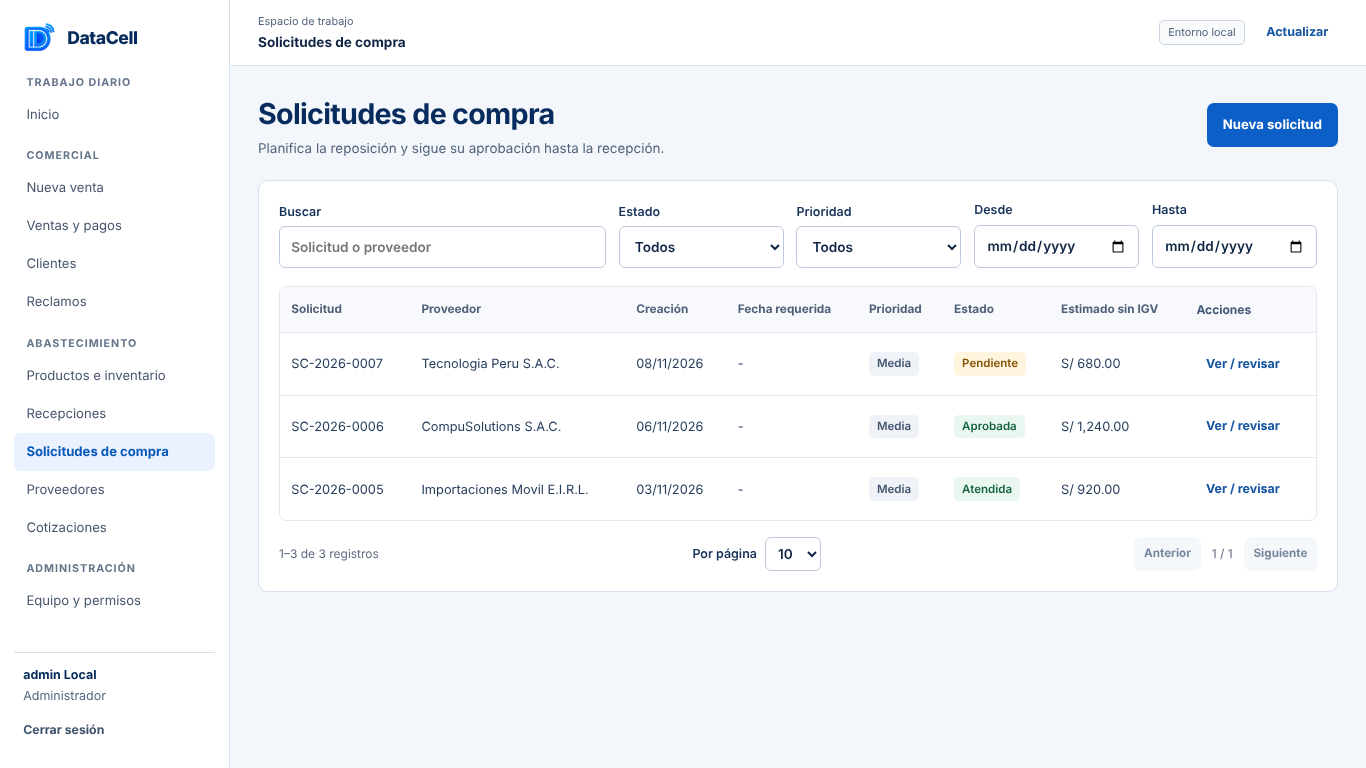 DataCell
TRABAJO DIARIO
Inicio
COMERCIAL
Nueva venta
Ventas y pagos
Clientes
Reclamos
ABASTECIMIENTO
Productos e inventario
Recepciones
Solicitudes de compra
Proveedores
Cotizaciones
ADMINISTRACIÓN
Equipo y permisos
admin Local
Administrador
Cerrar sesión
Espacio de trabajo
Solicitudes de compra
Entorno local Actualizar
Solicitudes de compra
Planifica la reposición y sigue su aprobación hasta la recepción.
Nueva solicitud
Buscar Estado Prioridad Desde Hasta
Solicitud o proveedor Todos Todos mm/dd/yyyy mm/dd/yyyy
Solicitud Proveedor Creación Fecha requerida Prioridad Estado Estimado sin IGV Acciones
SC-2026-0007 Tecnologia Peru S.A.C. 08/11/2026 - Media Pendiente S/ 680.00 Ver / revisar
SC-2026-0006 CompuSolutions S.A.C. 06/11/2026 - Media Aprobada S/ 1,240.00 Ver / revisar
SC-2026-0005 Importaciones Movil E.I.R.L. 03/11/2026 - Media Atendida S/ 920.00 Ver / revisar
1–3 de 3 registros Por página 10 Anterior 1 / 1 Siguiente